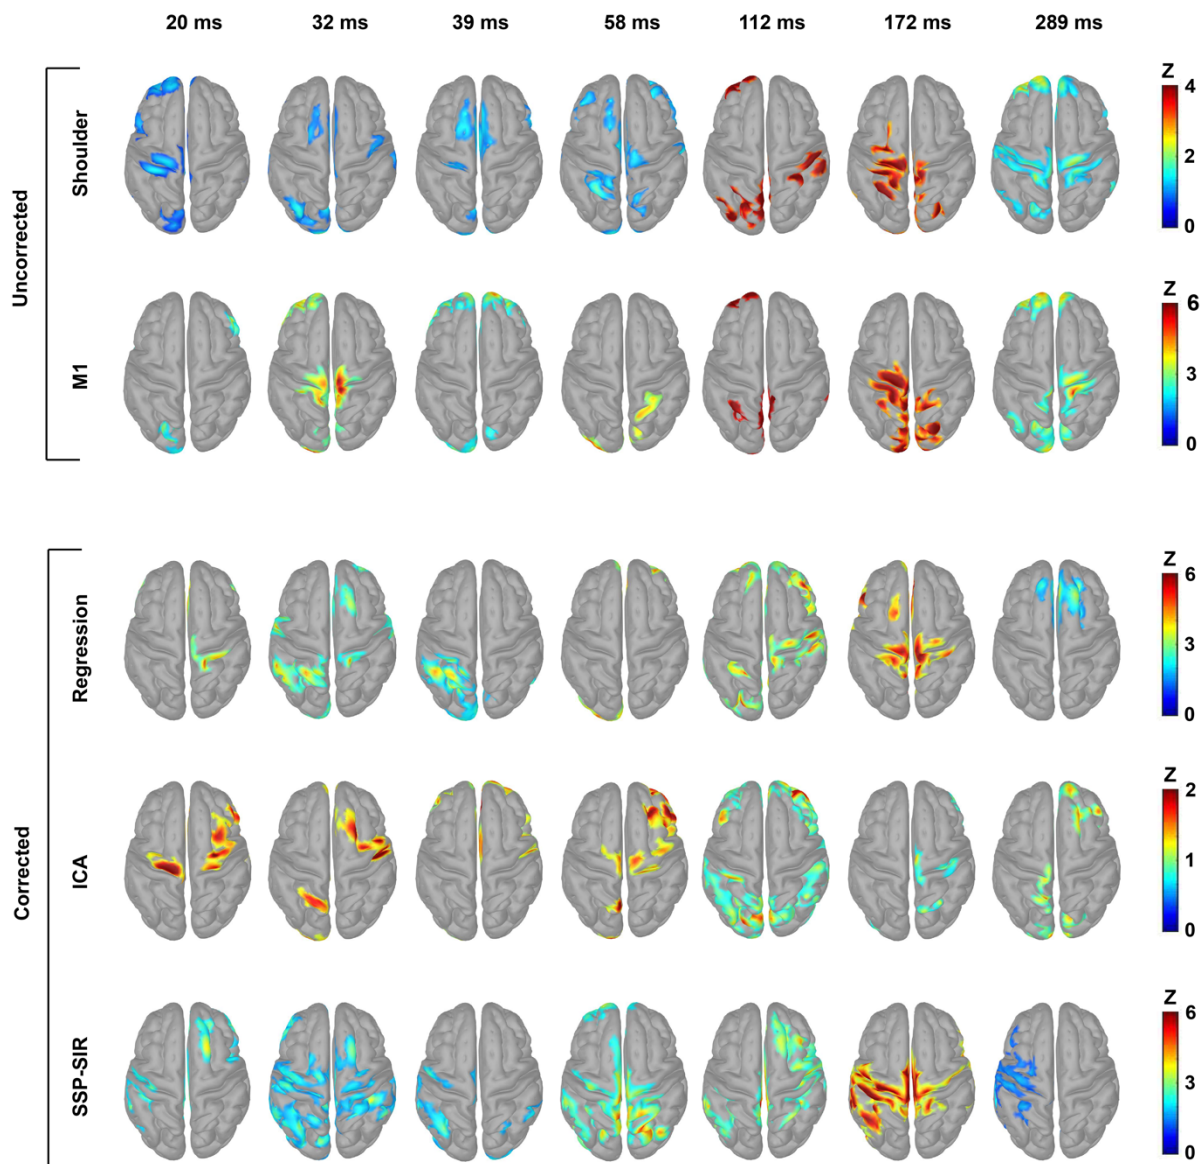 20 ms 32 ms 39 ms 58 ms 112 ms 172 ms 289 ms
Uncorrected
Shoulder
Z
4
2
0
M1
Z
6
3
0
Corrected
Regression
Z
6
3
0
ICA
Z
2
1
0
SSP-SIR
Z
6
3
0